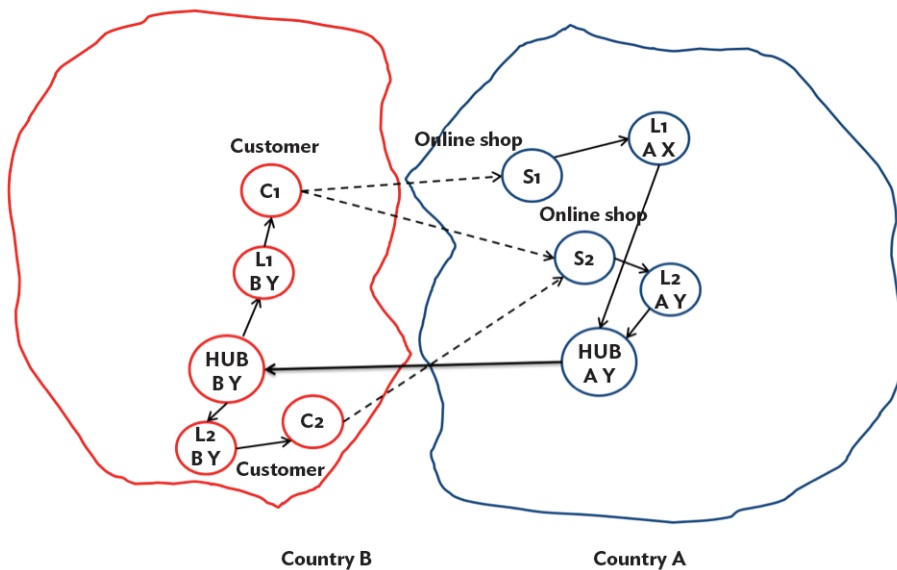 Customer
C1
L1
B Y
HUB
B Y
L2
B Y
C2
Customer
Online shop
S1
L1
A X
Online shop
S2
L2
A Y
HUB
A Y
Country B
Country A